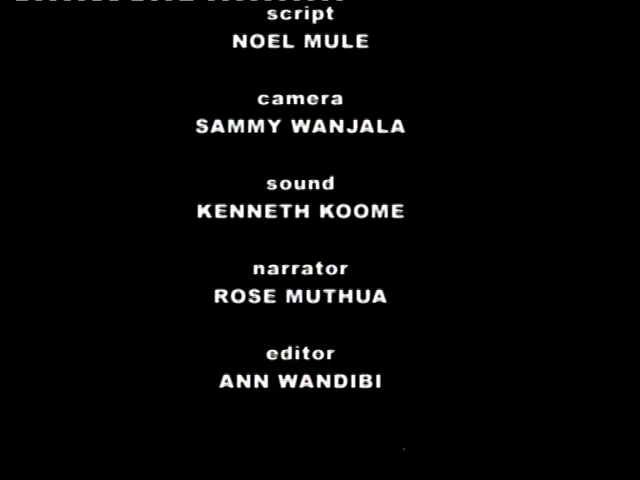 script
NOEL MULE
camera
SAMMY WANJALA
sound
KENNETH KOOME
narrator
ROSE MUTHUA
editor
ANN WANDIBI